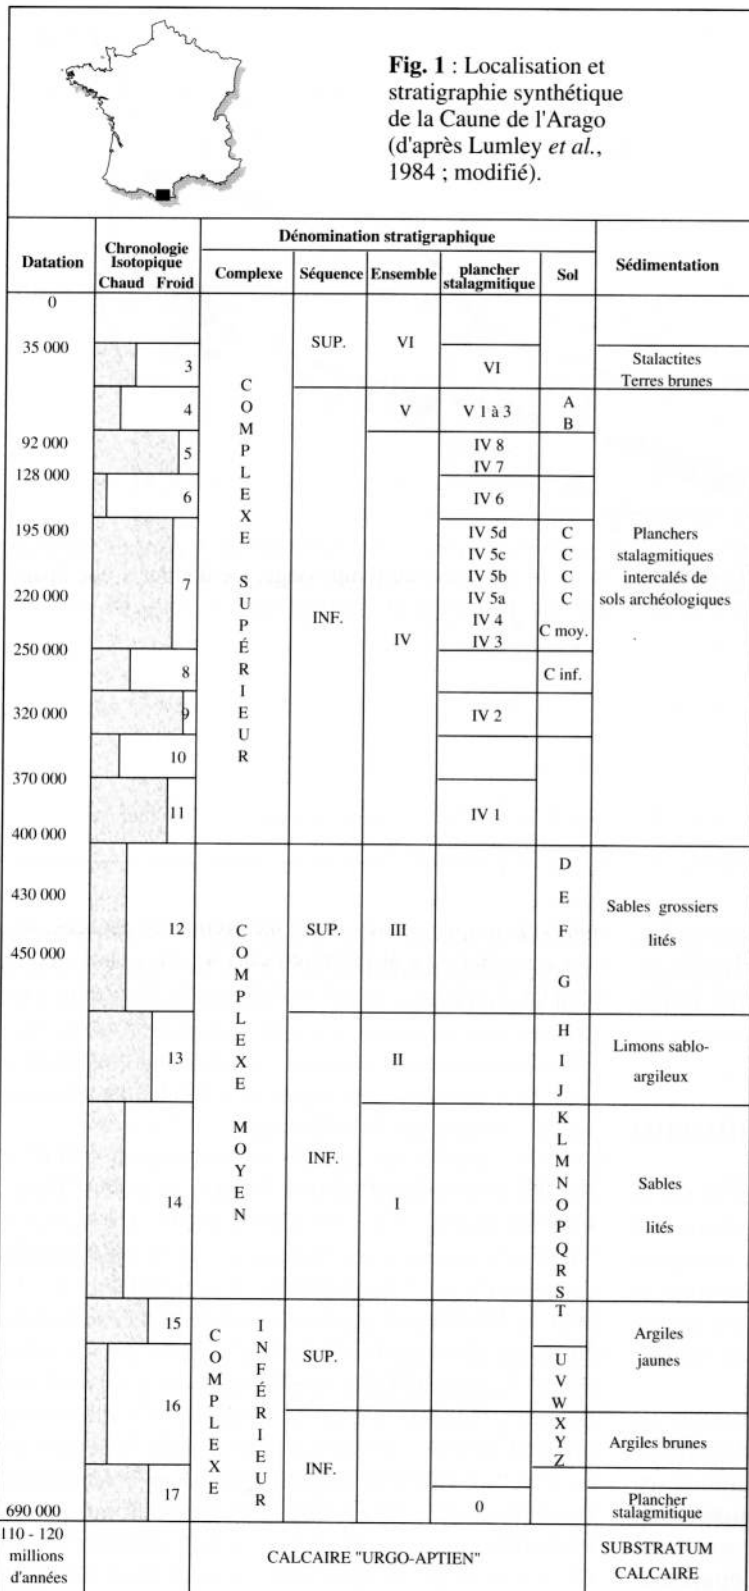 Fig. 1 : Localisation et
stratigraphie synthétique
de la Caune de l'Arago
(d'après Lumley et al.,
1984 ; modifié).
Datation
Chronologie
Isotopique
Chaud Froid
Dénomination stratigraphique
Complexe
Séquence
Ensemble
plancher
stalagmitique
Sol
Sédimentation
0
35 000
92 000
128 000
195 000
220 000
250 000
320 000
370 000
400 000
430 000
450 000
690 000
110 - 120
millions
d'années
3
4
5
6
7
8
9
10
11
12
13
14
15
16
17
COMPLEXE SUPÉRIEUR
COMPLEXE MOYEN
COMPLEXE INFÉRIEUR
SUP.
INF.
SUP.
INF.
SUP.
INF.
VI
V
IV
III
II
I
VI
V 1 à 3
IV 8
IV 7
IV 6
IV 5d
IV 5c
IV 5b
IV 5a
IV 4
IV 3
IV 2
IV 1
0
A
B
C
C
C
C
C moy.
C inf.
D
E
F
G
H
I
J
K
L
M
N
O
P
Q
R
S
T
U
V
W
X
Y
Z
Stalactites
Terres brunes
Planchers
stalagmitiques
intercalés de
sols archéologiques
Sables grossiers
lités
Limons sablo-
argileux
Sables
lités
Argiles
jaunes
Argiles brunes
Plancher
stalagmitique
CALCAIRE "URGO-APTIEN"
SUBSTRATUM
CALCAIRE